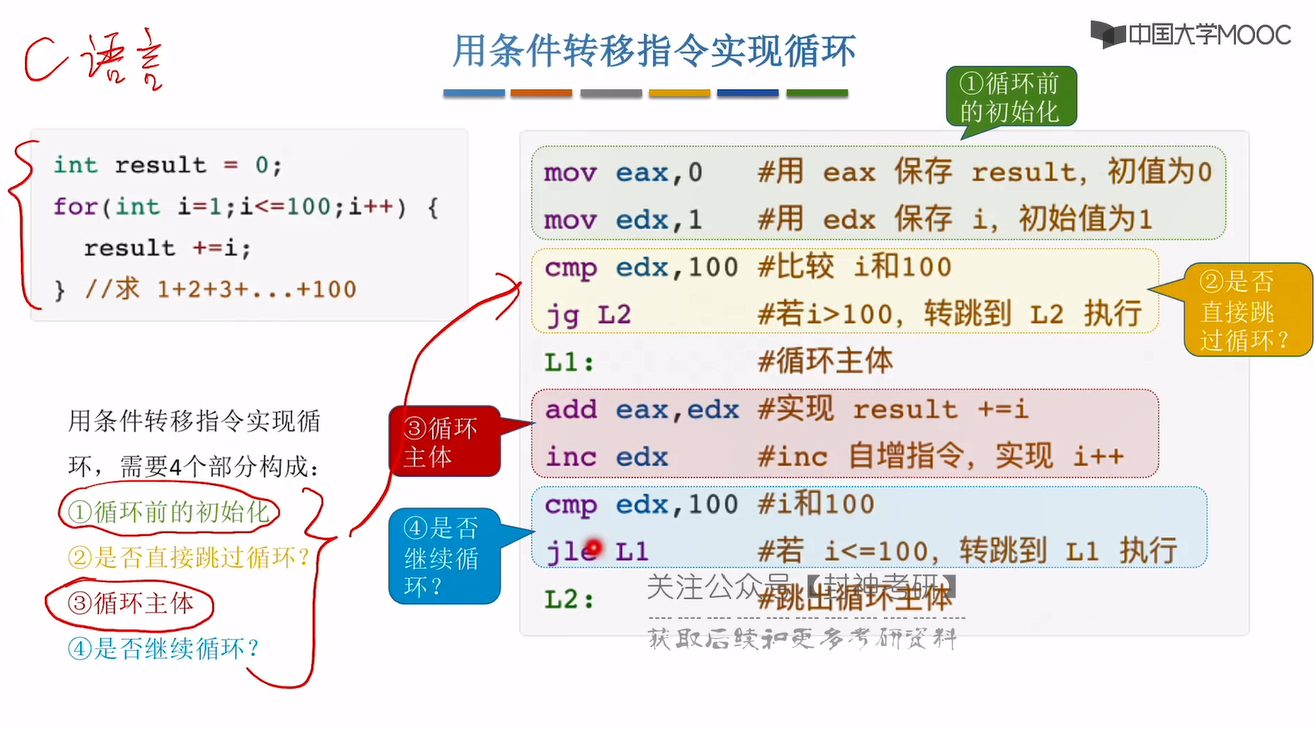 C语言
用条件转移指令实现循环
中国大学MOOC
int result = 0;
for(int i=1;i<=100;i++) {
result +=i;
} //求 1+2+3+...+100
用条件转移指令实现循
环，需要4个部分构成：
①循环前的初始化
②是否直接跳过循环？
③循环主体
④是否继续循环？
①循环前
的初始化
mov eax,0 #用 eax 保存 result，初值为0
mov edx,1 #用 edx 保存 i，初始值为1
cmp edx,100 #比较 i和100
jg L2 #若i>100，转跳到 L2 执行
②是否
直接跳
过循环？
L1: #循环主体
③循环
主体
add eax,edx #实现 result +=i
inc edx #inc 自增指令，实现 i++
④是否
继续循
环？
cmp edx,100 #i和100
jle L1 #若 i<=100，转跳到 L1 执行
L2: #跳出循环主体
关注公众号【封神考研】
获取后续和更多考研资料